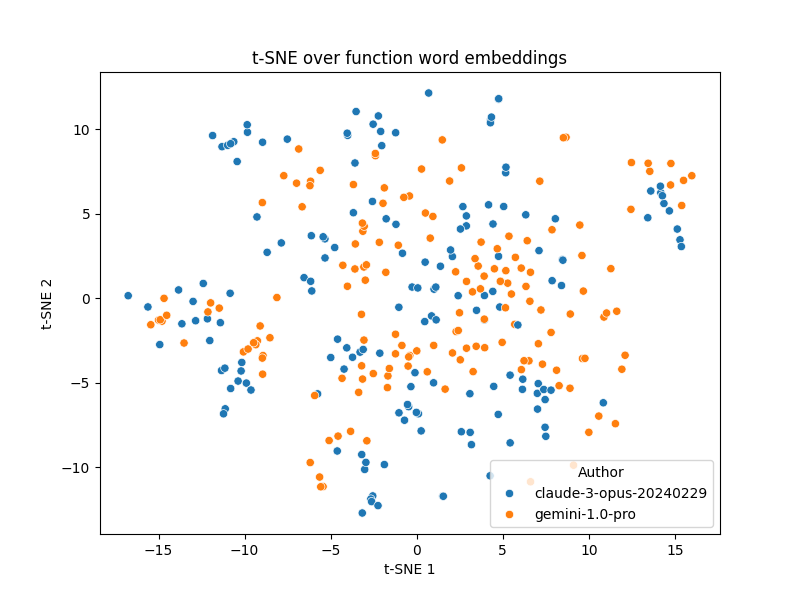 t-SNE over function word embeddings
t-SNE 2
10
5
0
−5
−10
−15
−10
−5
0
5
10
15
t-SNE 1
Author
claude-3-opus-20240229
gemini-1.0-pro